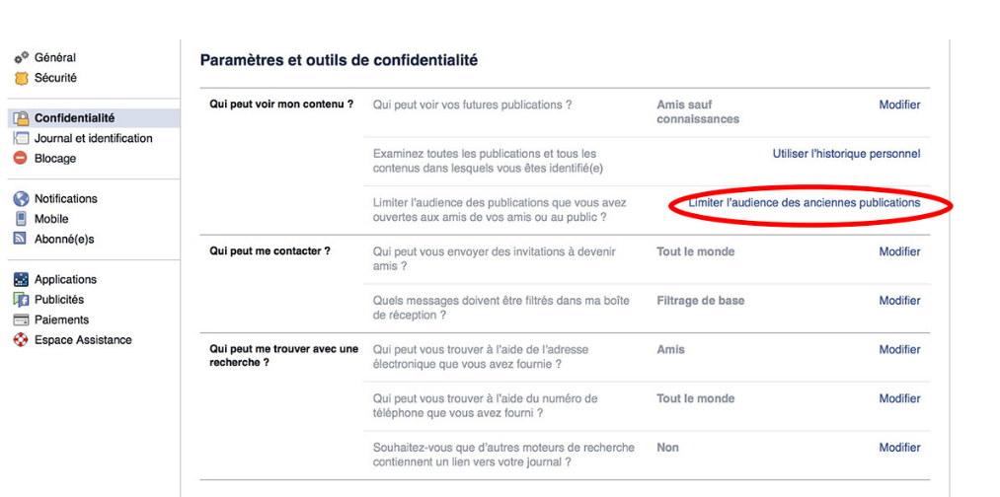 Général
Sécurité
Confidentialité
Journal et identification
Blocage
Notifications
Mobile
Abonné(e)s
Applications
Publicités
Paiements
Espace Assistance
Paramètres et outils de confidentialité
Qui peut voir mon contenu ?
Qui peut voir vos futures publications ?
Amis sauf
connaissances
Modifier
Examinez toutes les publications et tous les
contenus dans lesquels vous êtes identifié(e)
Utiliser l'historique personnel
Limiter l'audience des publications que vous avez
ouvertes aux amis de vos amis ou au public ?
Limiter l'audience des anciennes publications
Qui peut me contacter ?
Qui peut vous envoyer des invitations à devenir
amis ?
Tout le monde
Modifier
Quels messages doivent être filtrés dans ma boîte
de réception ?
Filtrage de base
Modifier
Qui peut me trouver avec une
recherche ?
Qui peut vous trouver à l'aide de l'adresse
électronique que vous avez fournie ?
Amis
Modifier
Qui peut vous trouver à l'aide du numéro de
téléphone que vous avez fourni ?
Tout le monde
Modifier
Souhaitez-vous que d'autres moteurs de recherche
contiennent un lien vers votre journal ?
Non
Modifier